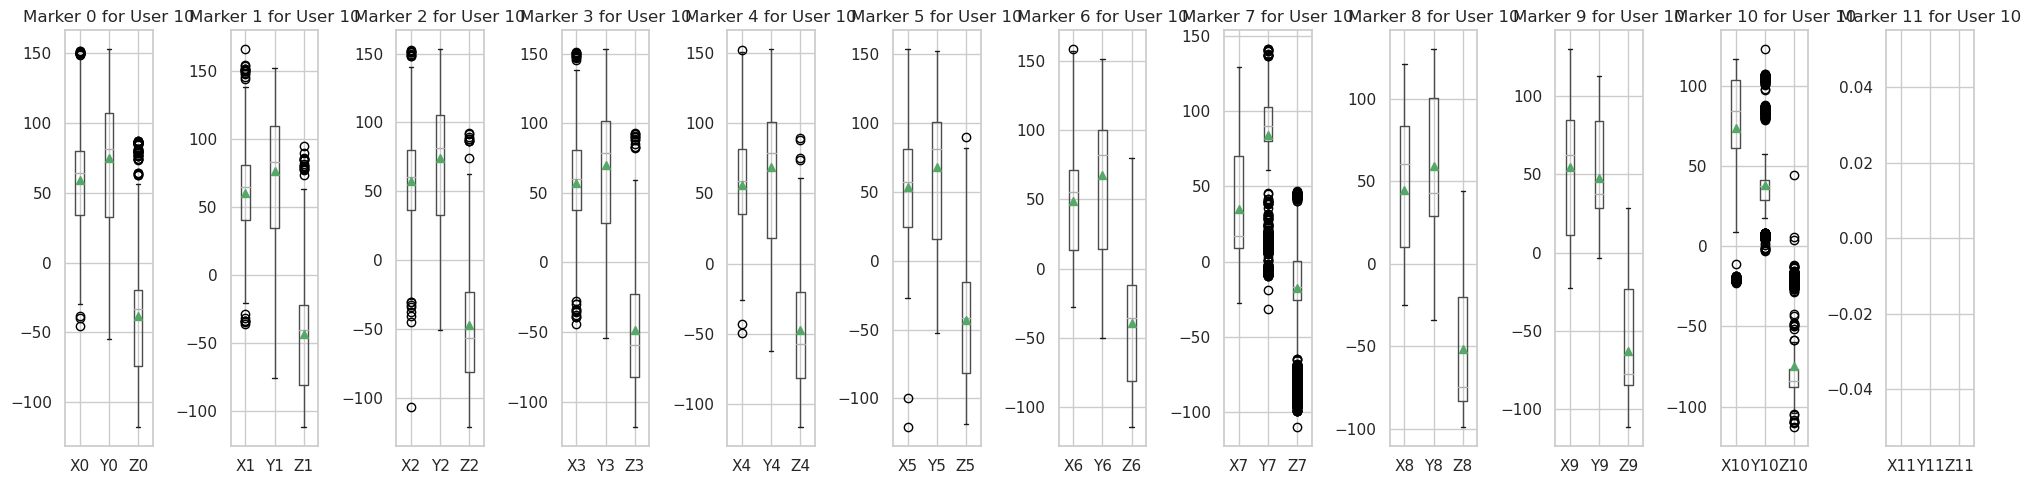 Marker 0 for User 10
150
100
50
0
−50
−100
X0 Y0 Z0
Marker 1 for User 10
150
100
50
0
−50
−100
X1 Y1 Z1
Marker 2 for User 10
150
100
50
0
−50
−100
X2 Y2 Z2
Marker 3 for User 10
150
100
50
0
−50
−100
X3 Y3 Z3
Marker 4 for User 10
150
100
50
0
−50
−100
X4 Y4 Z4
Marker 5 for User 10
150
100
50
0
−50
−100
X5 Y5 Z5
Marker 6 for User 10
150
100
50
0
−50
−100
X6 Y6 Z6
Marker 7 for User 10
150
100
50
0
−50
−100
X7 Y7 Z7
Marker 8 for User 10
100
50
0
−50
−100
X8 Y8 Z8
Marker 9 for User 10
100
50
0
−50
−100
X9 Y9 Z9
Marker 10 for User 10
100
50
0
−50
−100
X10 Y10 Z10
Marker 11 for User 10
0.04
0.02
0.00
−0.02
−0.04
X11 Y11 Z11